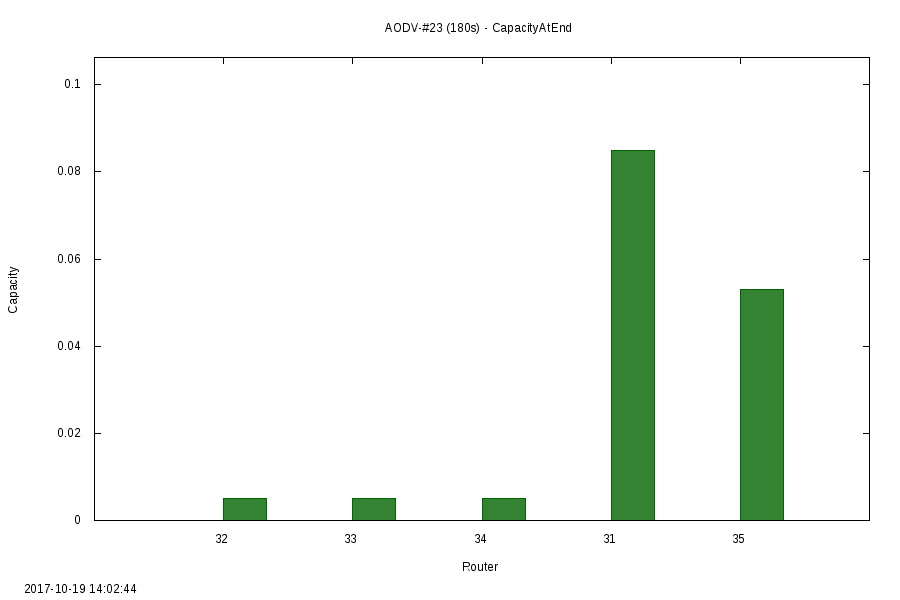 AODV-#23 (180s) - CapacityAtEnd
0.1
0.08
0.06
0.04
0.02
0
Capacity
32 33 34 31 35
Router
2017-10-19 14:02:44